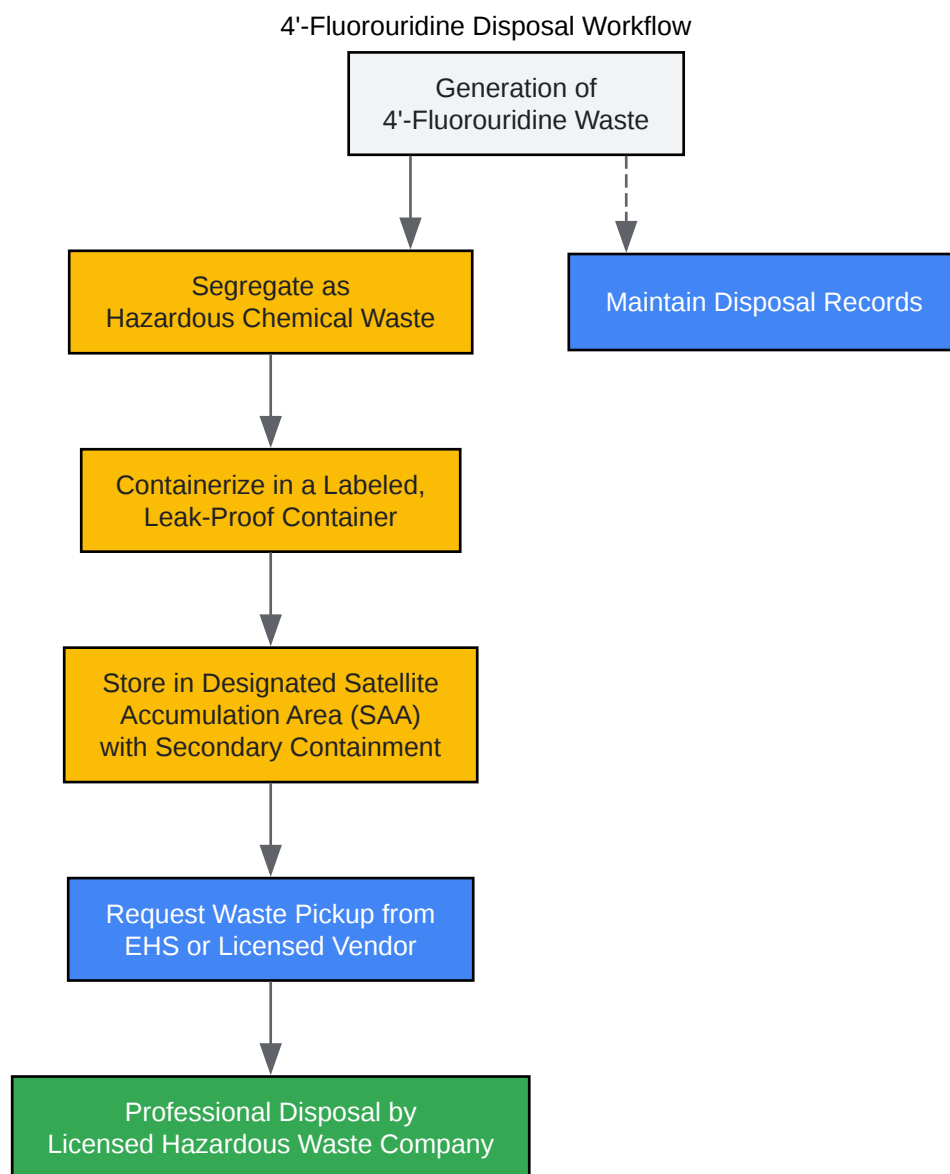 4'-Fluorouridine Disposal Workflow
Generation of
4'-Fluorouridine Waste
Segregate as
Hazardous Chemical Waste
Maintain Disposal Records
Containerize in a Labeled,
Leak-Proof Container
Store in Designated Satellite
Accumulation Area (SAA)
with Secondary Containment
Request Waste Pickup from
EHS or Licensed Vendor
Professional Disposal by
Licensed Hazardous Waste Company